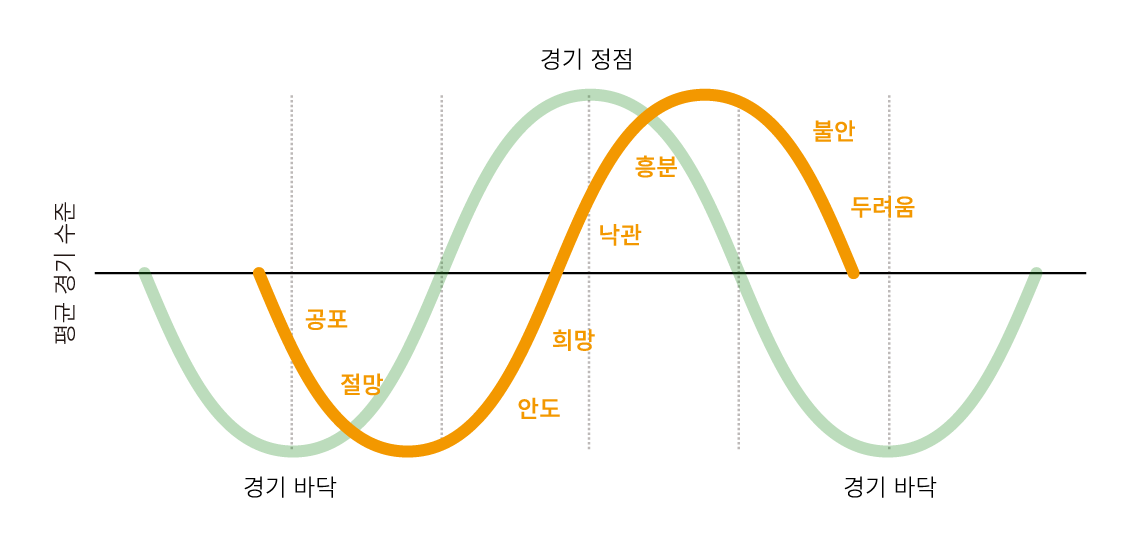 경기 정점
불안
흥분
두려움
낙관
평균 경기 수준
공포
희망
절망
안도
경기 바닥
경기 바닥